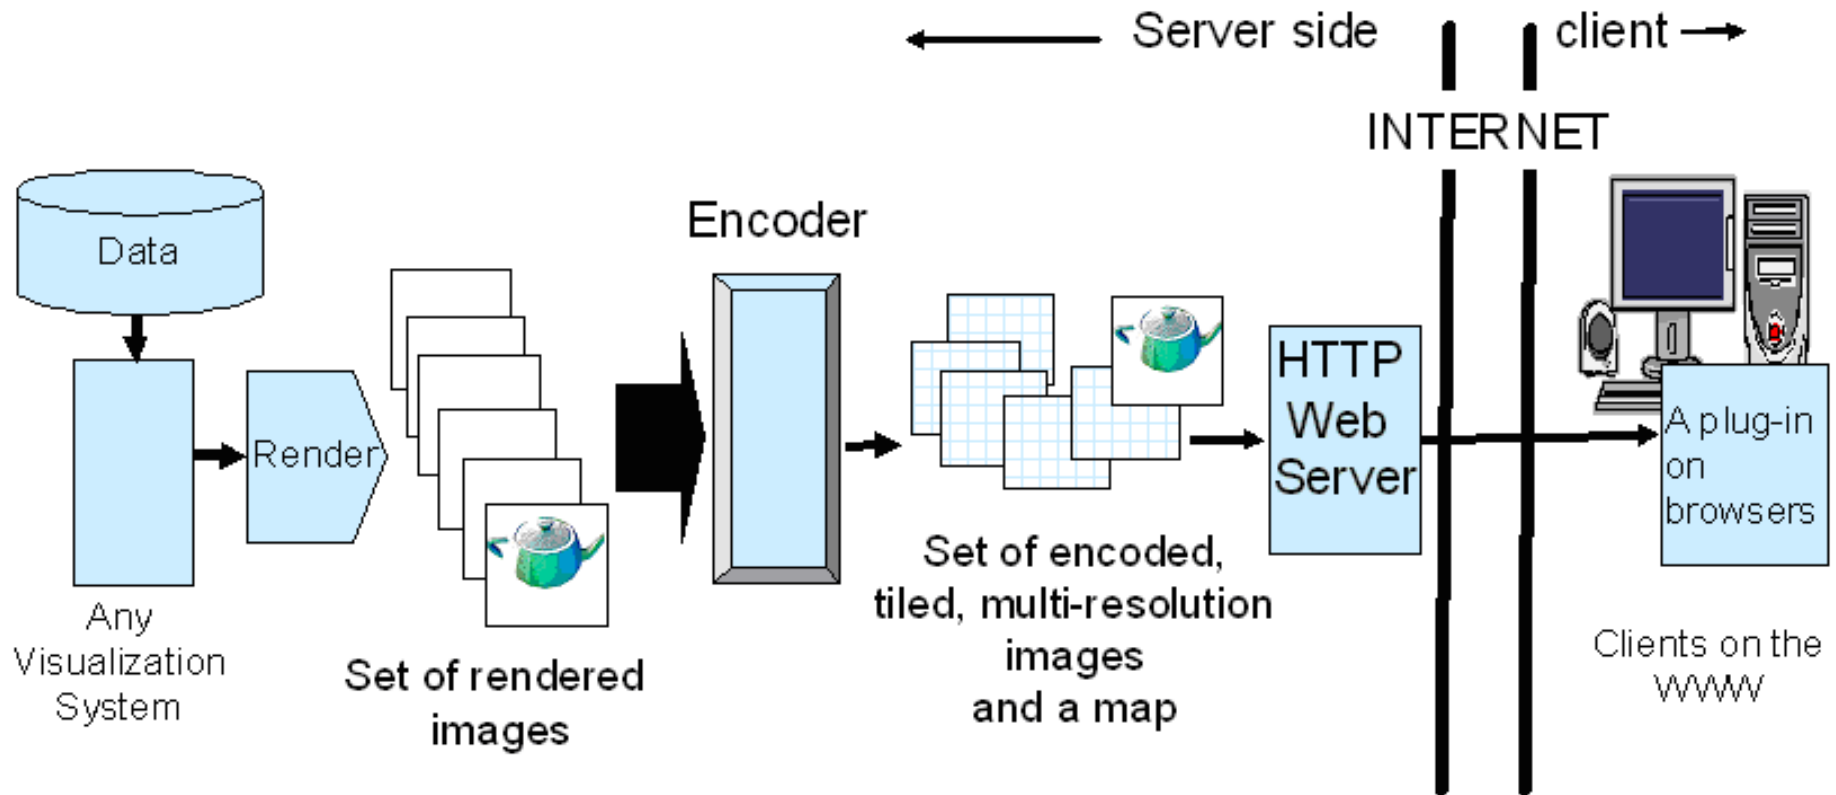 Server side
client
INTERNET
Data
Encoder
Render
HTTP
Web
Server
A plug-in
on
browsers
Any
Visualization
System
Set of rendered
images
Set of encoded,
tiled, multi-resolution
images
and a map
Clients on the
WWW